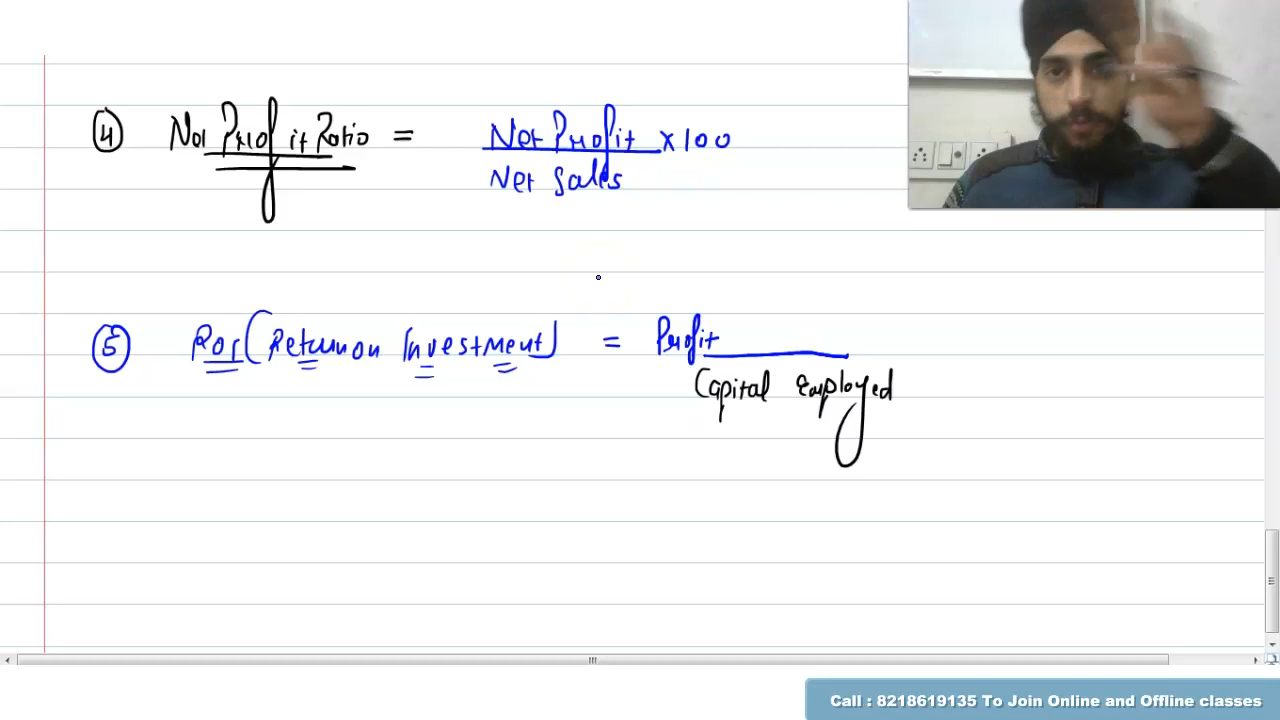 ④ Net Profit Ratio = Net Profit x100
Net Sales
⑤ ROI (Return on Investment) = Profit
Capital Employed
Call : 8218619135 To Join Online and Offline classes